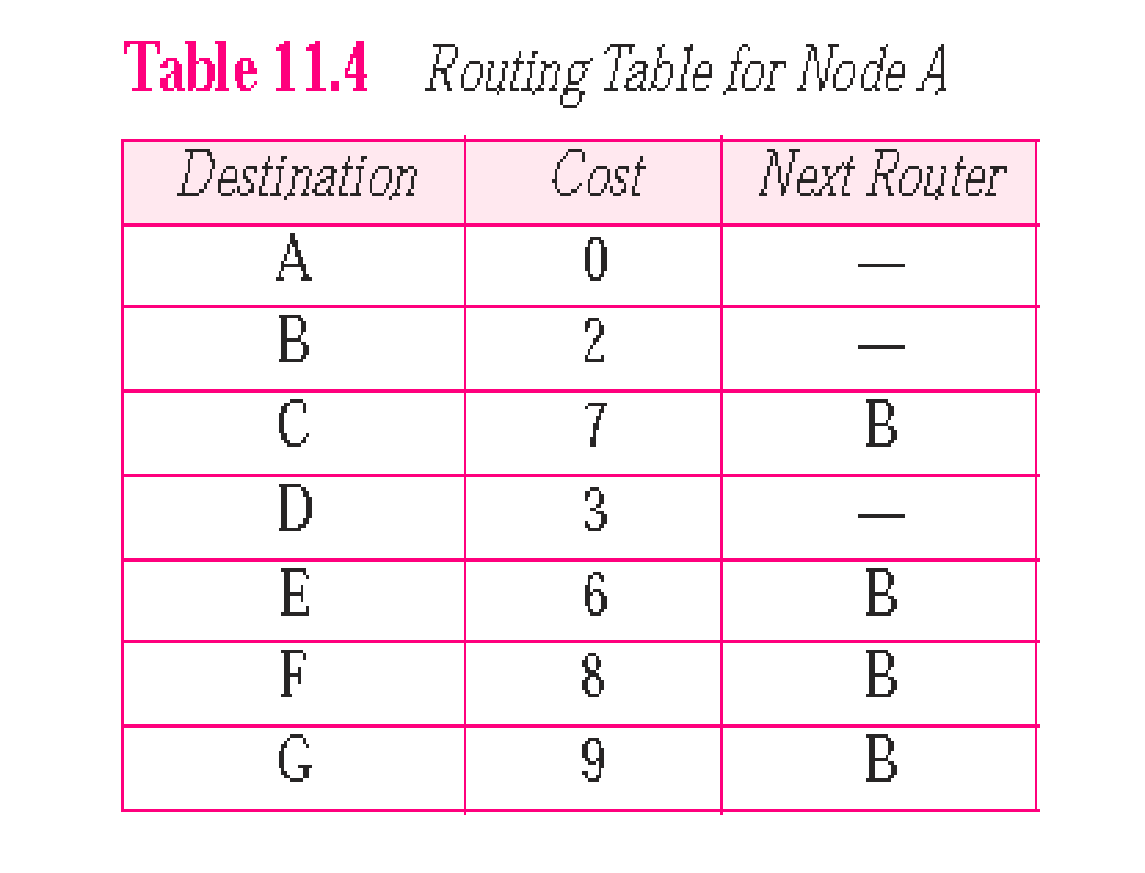 Table 11.4 Routing Table for Node A
Destination Cost Next Router
A 0 —
B 2 —
C 7 B
D 3 —
E 6 B
F 8 B
G 9 B